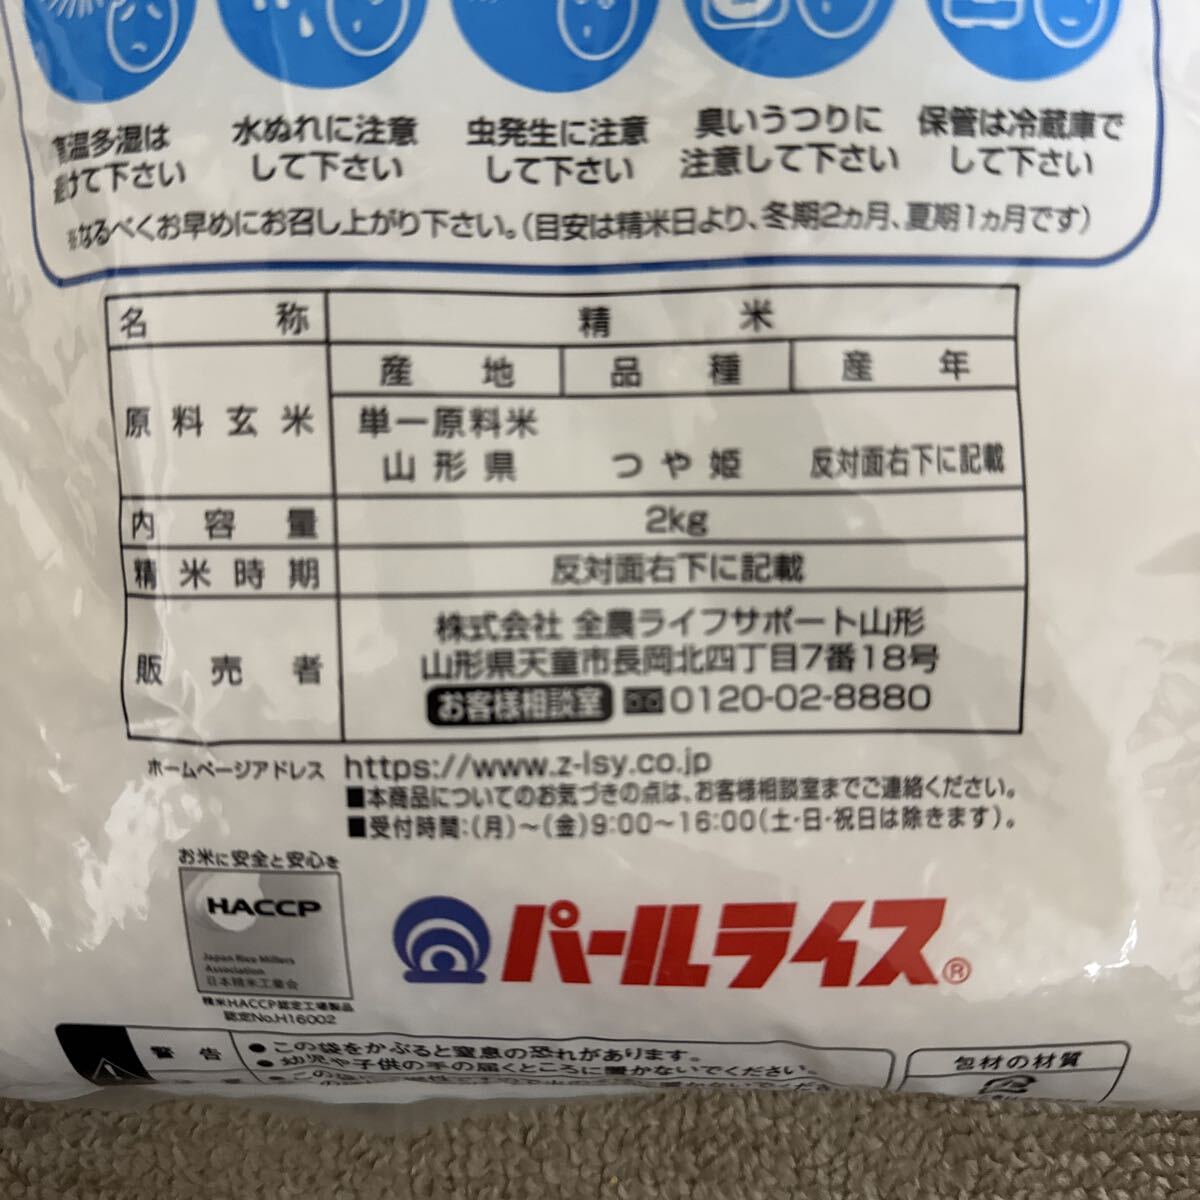 温多湿は
けて下さい
水ぬれに注意
して下さい
虫発生に注意
して下さい
臭いうつりに
注意して下さい
保管は冷蔵庫で
して下さい
※なるべくお早めにお召し上がり下さい。(目安は精米日より、冬期2ヵ月、夏期1ヵ月です)
名称 精米
原料玄米 産地 品種 産年
単一原料米
山形県 つや姫 反対面右下に記載
内容量 2kg
精米時期 反対面右下に記載
販売者 株式会社 全農ライフサポート山形
山形県天童市長岡北四丁目7番18号
お客様相談室 0120-02-8880
ホームページアドレス https://www.z-lsy.co.jp
■本商品についてのお気づきの点は、お客様相談室までご連絡ください。
■受付時間:(月)~(金)9:00~16:00(土・日・祝日は除きます)。
お米に安全と安心を
HACCP
Japan Rice Millers
Association
日本精米工業会
精米HACCP認定工場製品
認定No.H16002
パールライス®
警告
●この袋をかぶると窒息の恐れがあります。
●幼児や子供の手の届くところに置かないでください。
包材の材質